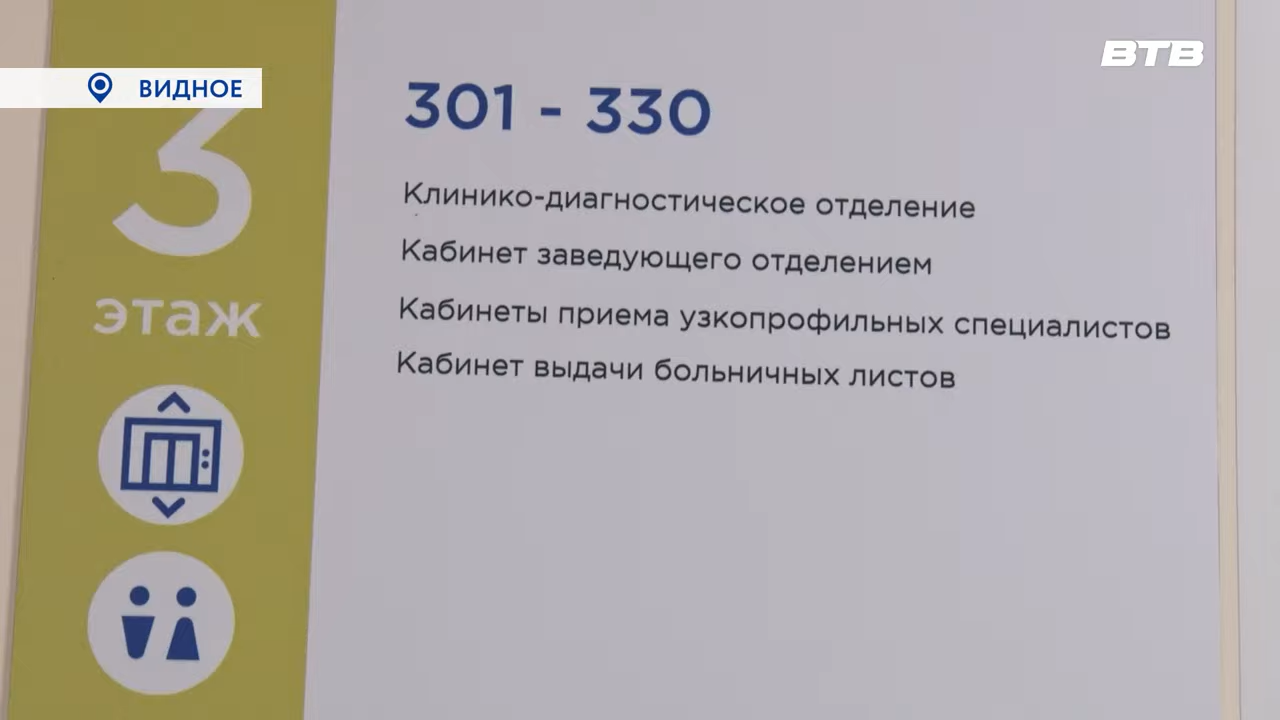 ВИДНОЕ
ВТВ
3
этаж
301 - 330
Клинико-диагностическое отделение
Кабинет заведующего отделением
Кабинеты приема узкопрофильных специалистов
Кабинет выдачи больничных листов